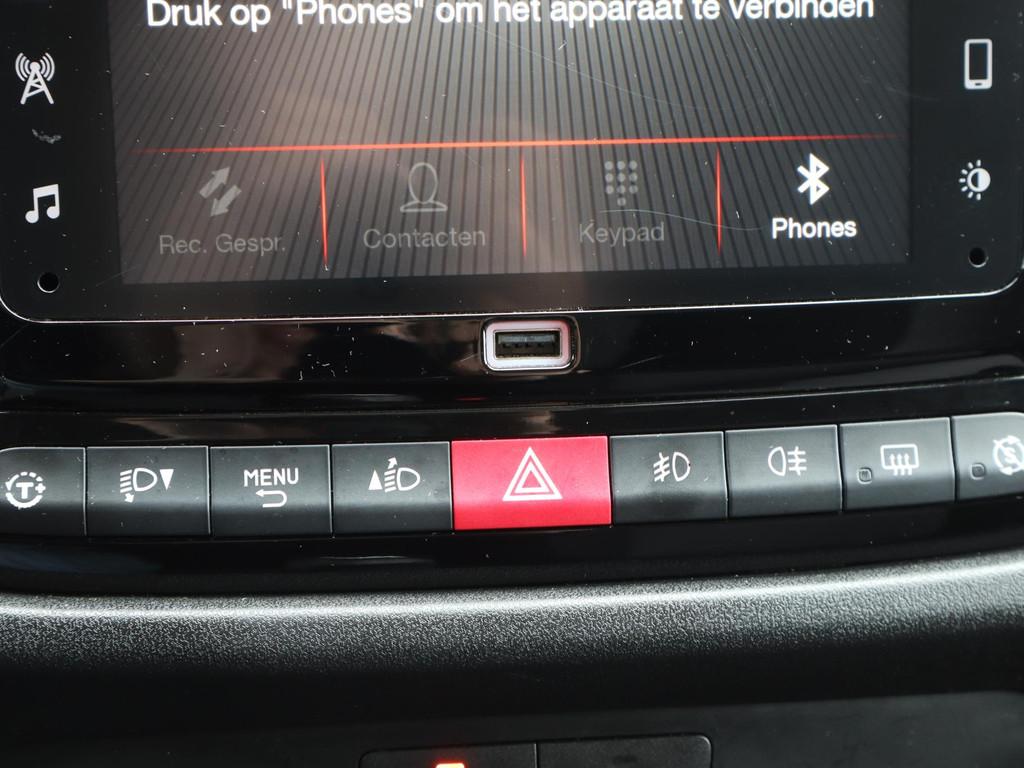 Druk op "Phones" om het apparaat te verbinden
Rec. Gespr.
Contacten
Keypad
Phones
T
MENU
S